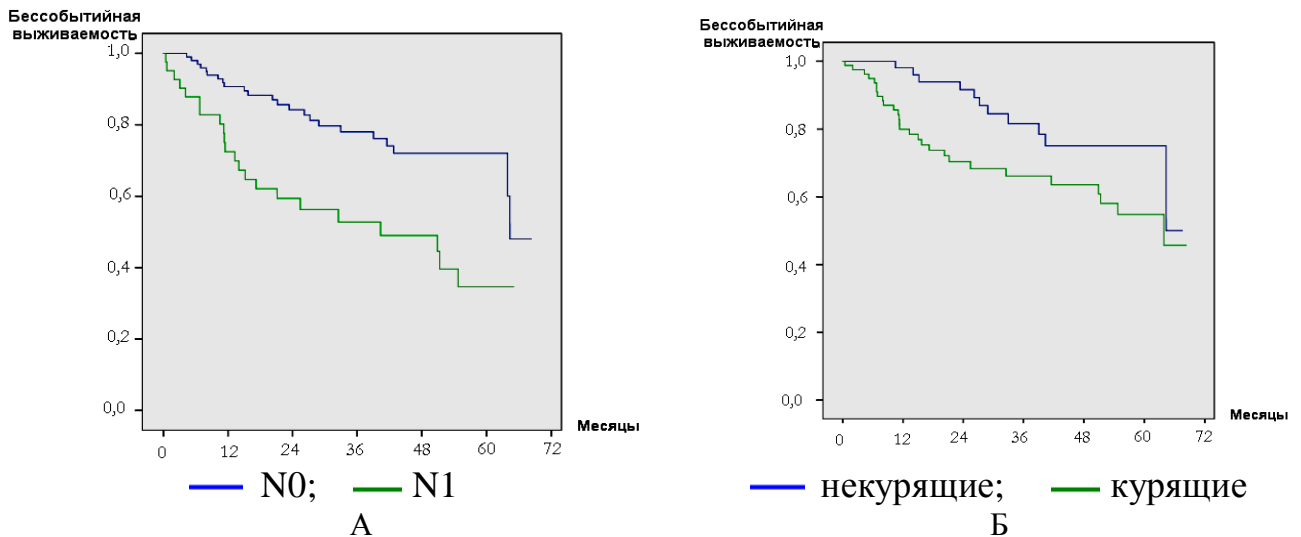 Бессобытийная
выживаемость
1,0
0,8
0,6
0,4
0,2
0,0
0 12 24 36 48 60 72
Месяцы
N0; N1
А
Бессобытийная
выживаемость
1,0
0,8
0,6
0,4
0,2
0,0
0 12 24 36 48 60 72
Месяцы
некурящие; курящие
Б